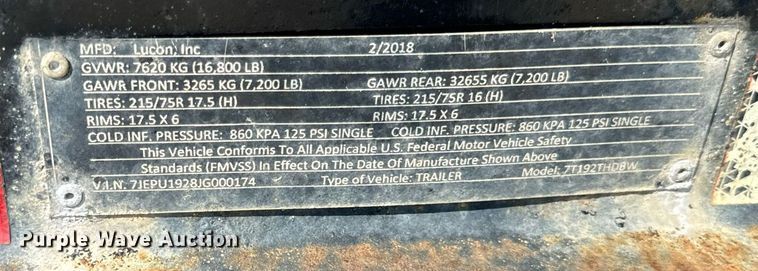 MFD: Lucon, Inc 2/2018
GVWR: 7620 KG (16,800 LB)
GAWR FRONT: 3265 KG (7,200 LB) GAWR REAR: 32655 KG (7,200 LB)
TIRES: 215/75R 17.5 (H) TIRES: 215/75R 16 (H)
RIMS: 17.5 X 6 RIMS: 17.5 X 6
COLD INF. PRESSURE: 860 KPA 125 PSI SINGLE COLD INF. PRESSURE: 860 KPA 125 PSI SINGLE
This Vehicle Conforms To All Applicable U.S. Federal Motor Vehicle Safety
Standards (FMVSS) In Effect On The Date Of Manufacture Shown Above
V.I.N. 7JEPU1928JG000174 Type of Vehicle: TRAILER Model: 7T192THD8W
Purple Wave Auction